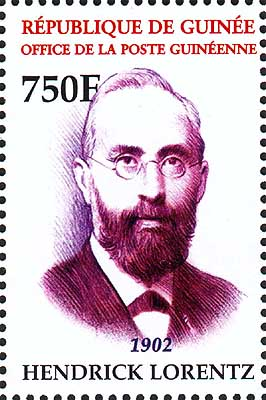 RÉPUBLIQUE DE GUINÉE
OFFICE DE LA POSTE GUINÉENNE
750F
1902
HENDRICK LORENTZ